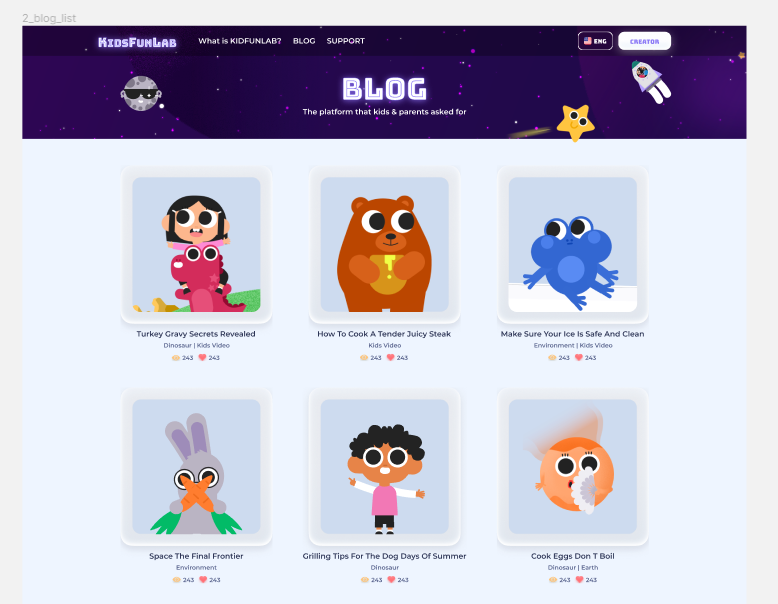 2_blog_list
KIDSFUNLAB
What is KIDFUNLAB? BLOG SUPPORT
ENG
CREATOR
BLOG
The platform that kids & parents asked for
Turkey Gravy Secrets Revealed
Dinosaur | Kids Video
243 243
How To Cook A Tender Juicy Steak
Kids Video
243 243
Make Sure Your Ice Is Safe And Clean
Environment | Kids Video
243 243
Space The Final Frontier
Environment
243 243
Grilling Tips For The Dog Days Of Summer
Dinosaur
243 243
Cook Eggs Don T Boil
Dinosaur | Earth
243 243